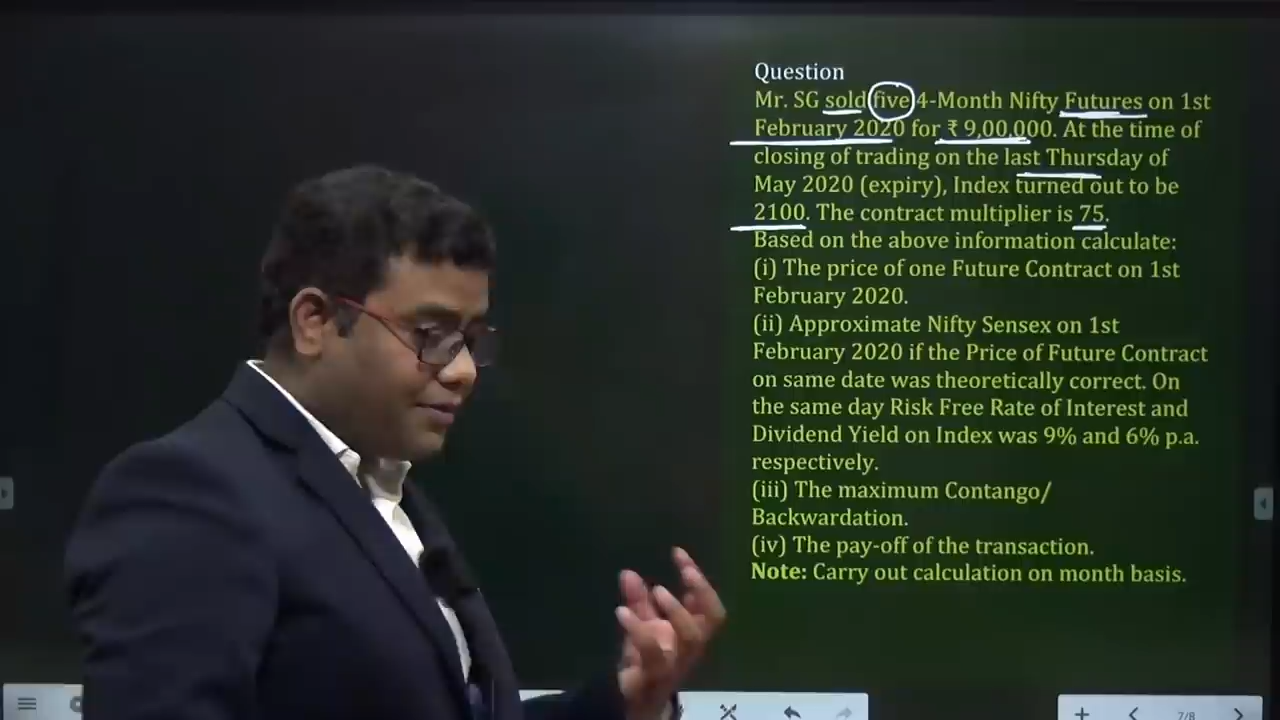 Question
Mr. SG sold five 4-Month Nifty Futures on 1st
February 2020 for ₹ 9,00,000. At the time of
closing of trading on the last Thursday of
May 2020 (expiry), Index turned out to be
2100. The contract multiplier is 75.
Based on the above information calculate:
(i) The price of one Future Contract on 1st
February 2020.
(ii) Approximate Nifty Sensex on 1st
February 2020 if the Price of Future Contract
on same date was theoretically correct. On
the same day Risk Free Rate of Interest and
Dividend Yield on Index was 9% and 6% p.a.
respectively.
(iii) The maximum Contango/
Backwardation.
(iv) The pay-off of the transaction.
Note: Carry out calculation on month basis.
7/8